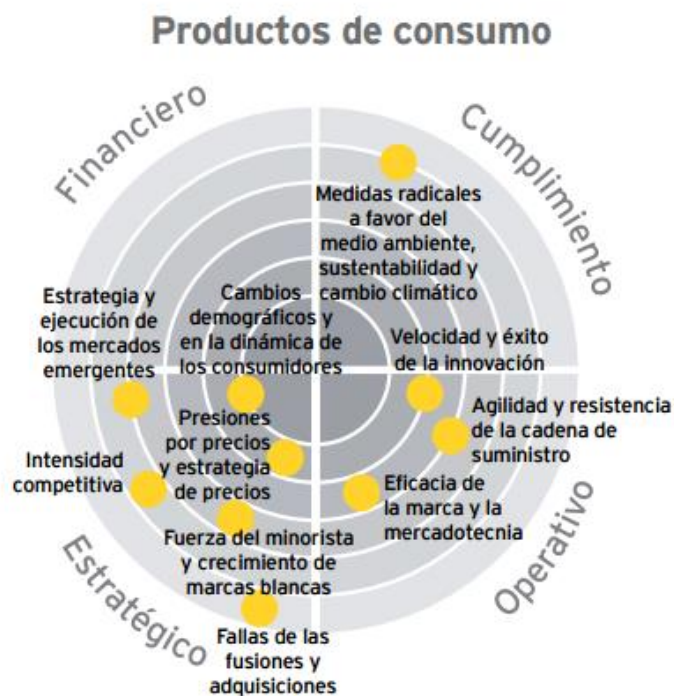 Productos de consumo
Financiero
Cumplimiento
Medidas radicales
a favor del
medio ambiente,
sustentabilidad y
cambio climático
Estrategia y
ejecución de
los mercados
emergentes
Cambios
demográficos y
en la dinámica de
los consumidores
Velocidad y éxito
de la innovación
Presiones
por precios
y estrategia
de precios
Agilidad y resistencia
de la cadena de
suministro
Intensidad
competitiva
Eficacia de
la marca y la
mercadotecnia
Fuerza del minorista
y crecimiento de
marcas blancas
Estratégico
Operativo
Fallas de las
fusiones y
adquisiciones